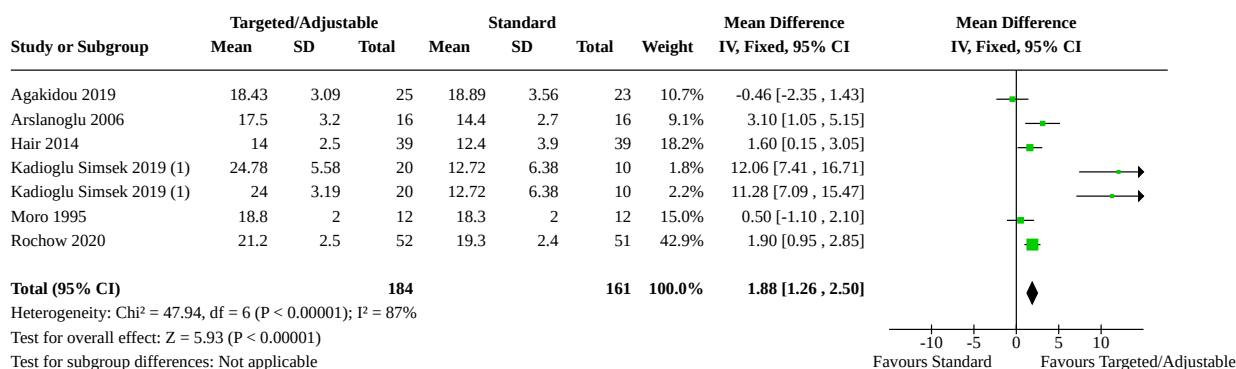 Targeted/Adjustable Standard Mean Difference Mean Difference
Study or Subgroup Mean SD Total Mean SD Total Weight IV, Fixed, 95% CI IV, Fixed, 95% CI
Agakidou 2019 18.43 3.09 25 18.89 3.56 23 10.7% -0.46 [-2.35 , 1.43]
Arslanoglu 2006 17.5 3.2 16 14.4 2.7 16 9.1% 3.10 [1.05 , 5.15]
Hair 2014 14 2.5 39 12.4 3.9 39 18.2% 1.60 [0.15 , 3.05]
Kadioglu Simsek 2019 (1) 24.78 5.58 20 12.72 6.38 10 1.8% 12.06 [7.41 , 16.71]
Kadioglu Simsek 2019 (1) 24 3.19 20 12.72 6.38 10 2.2% 11.28 [7.09 , 15.47]
Moro 1995 18.8 2 12 18.3 2 12 15.0% 0.50 [-1.10 , 2.10]
Rochow 2020 21.2 2.5 52 19.3 2.4 51 42.9% 1.90 [0.95 , 2.85]
Total (95% CI) 184 161 100.0% 1.88 [1.26 , 2.50]
Heterogeneity: Chi² = 47.94, df = 6 (P < 0.00001); I² = 87%
Test for overall effect: Z = 5.93 (P < 0.00001)
-10 -5 0 5 10
Test for subgroup differences: Not applicable
Favours Standard Favours Targeted/Adjustable